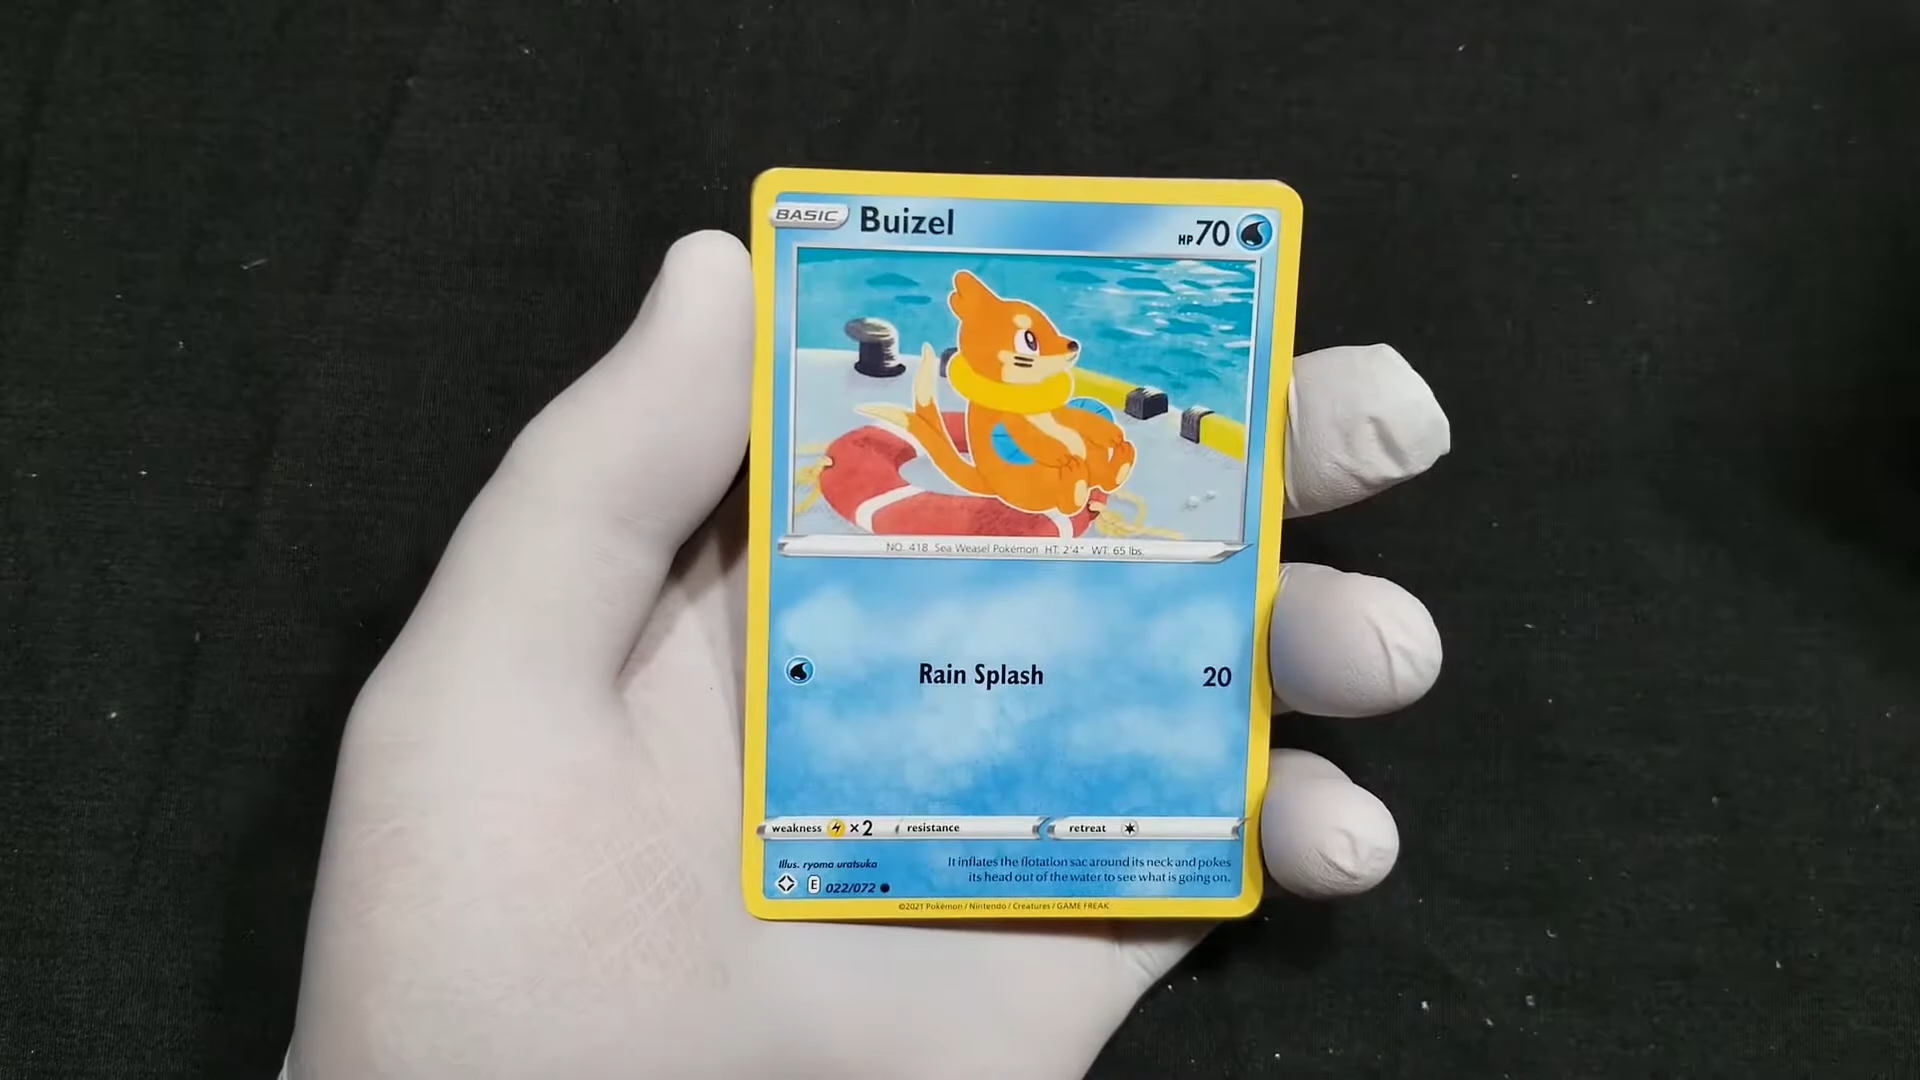 BASIC Buizel HP 70
NO. 418 Sea Weasel Pokémon HT: 2'4" WT: 65 lbs.
Rain Splash 20
weakness ×2 resistance retreat
Illus. ryoma uratsuka
It inflates the flotation sac around its neck and pokes
its head out of the water to see what is going on.
E 022/072
©2021 Pokémon / Nintendo / Creatures / GAME FREAK